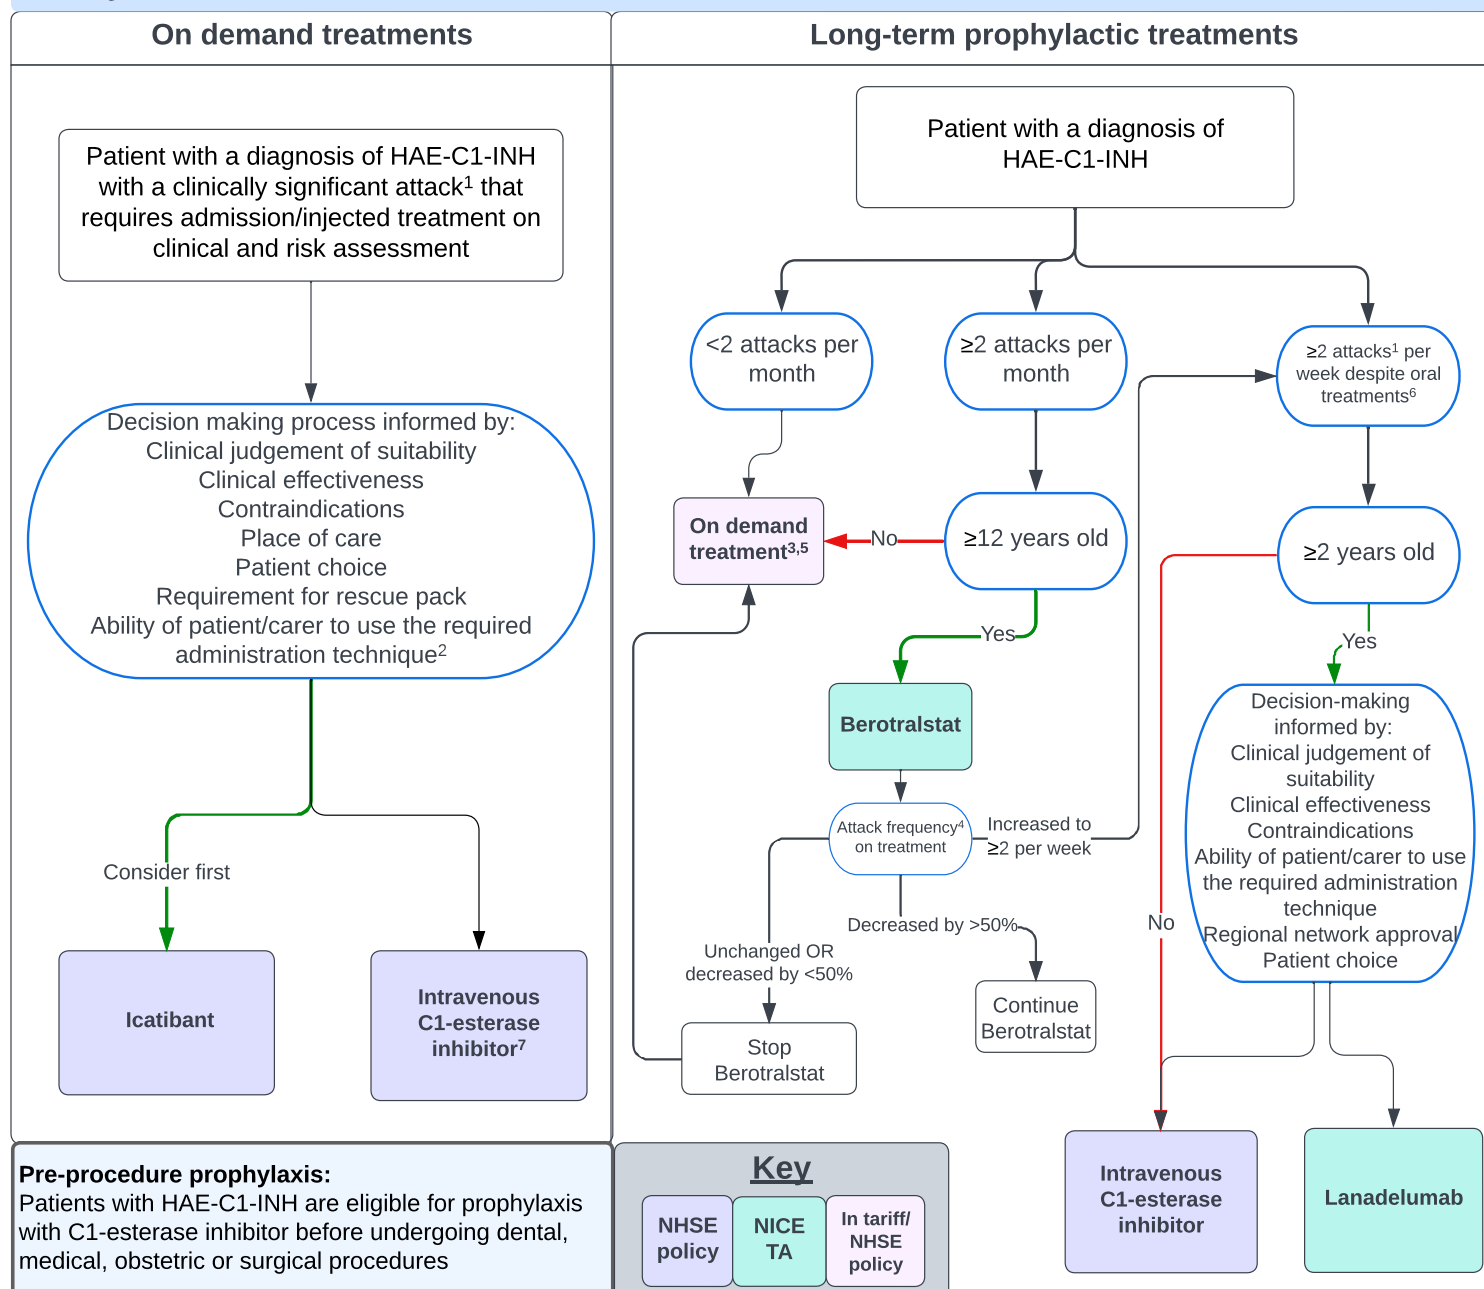 On demand treatments
Patient with a diagnosis of HAE-C1-INH
with a clinically significant attack¹ that
requires admission/injected treatment on
clinical and risk assessment
Decision making process informed by:
Clinical judgement of suitability
Clinical effectiveness
Contraindications
Place of care
Patient choice
Requirement for rescue pack
Ability of patient/carer to use the required
administration technique²
Consider first
Icatibant
Intravenous
C1-esterase
inhibitor⁷
Pre-procedure prophylaxis:
Patients with HAE-C1-INH are eligible for prophylaxis
with C1-esterase inhibitor before undergoing dental,
medical, obstetric or surgical procedures
Long-term prophylactic treatments
Patient with a diagnosis of
HAE-C1-INH
<2 attacks per
month
≥2 attacks per
month
≥2 attacks¹ per
week despite oral
treatments⁶
On demand
treatment³,⁵
No
≥12 years old
≥2 years old
Yes
Yes
Berotralstat
Attack frequency⁴
on treatment
Increased to
≥2 per week
Decreased by >50%
Unchanged OR
decreased by <50%
Continue
Berotralstat
Stop
Berotralstat
Decision-making
informed by:
Clinical judgement of
suitability
Clinical effectiveness
Contraindications
Ability of patient/carer to use
the required administration
technique
Regional network approval
Patient choice
No
Intravenous
C1-esterase
inhibitor
Lanadelumab
Key
NHSE
policy
NICE
TA
In tariff/
NHSE
policy